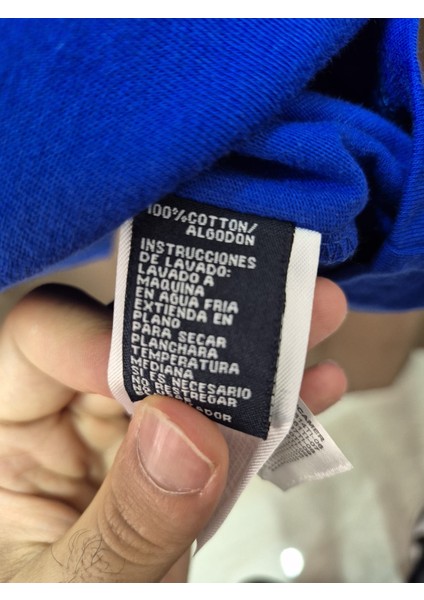 100%COTTON/
ALGODON
INSTRUCCIONES
DE LAVADO:
LAVADO A
MAQUINA
EN AGUA FRIA
EXTIENDA EN
PLANO
PARA SECAR
PLANCHARA
TEMPERATURA
MEDIANA
SI ES NECESARIO
NO RESTREGAR